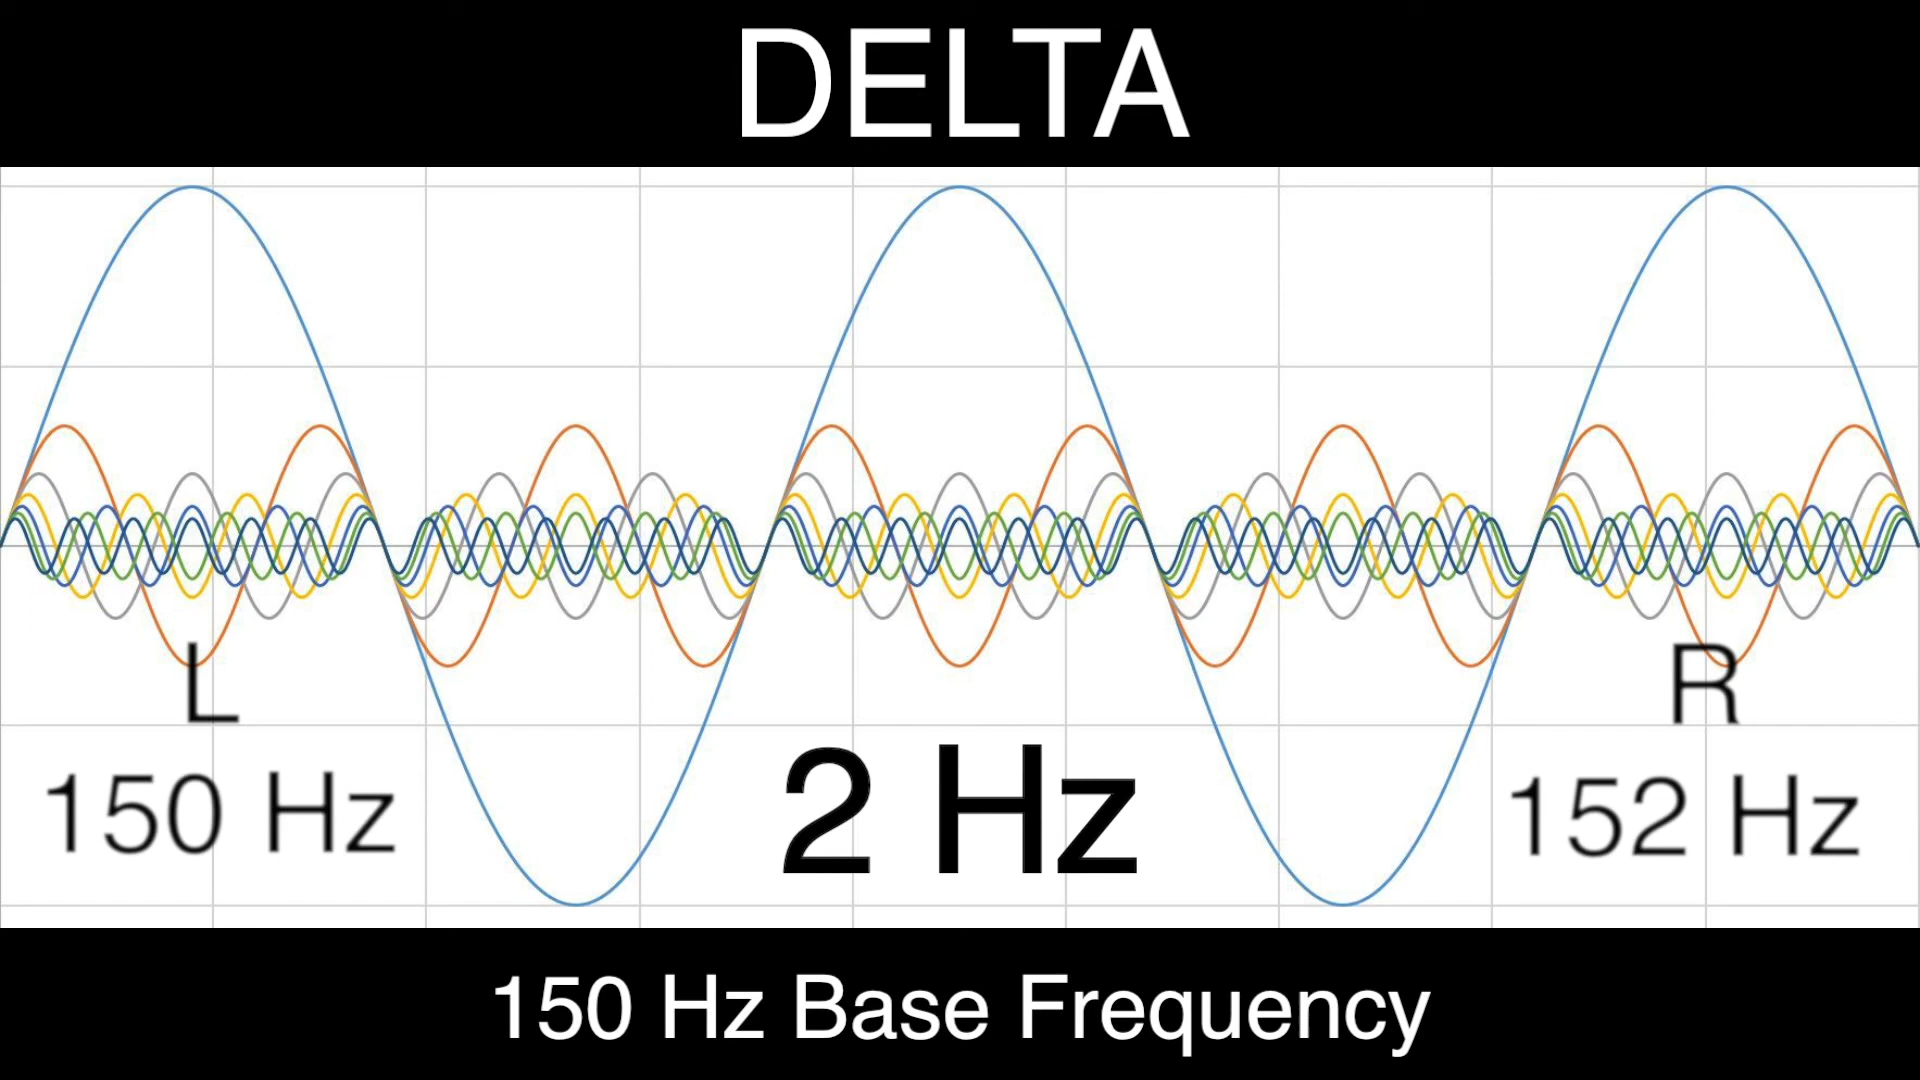 DELTA
L
R
150 Hz
2 Hz
152 Hz
150 Hz Base Frequency